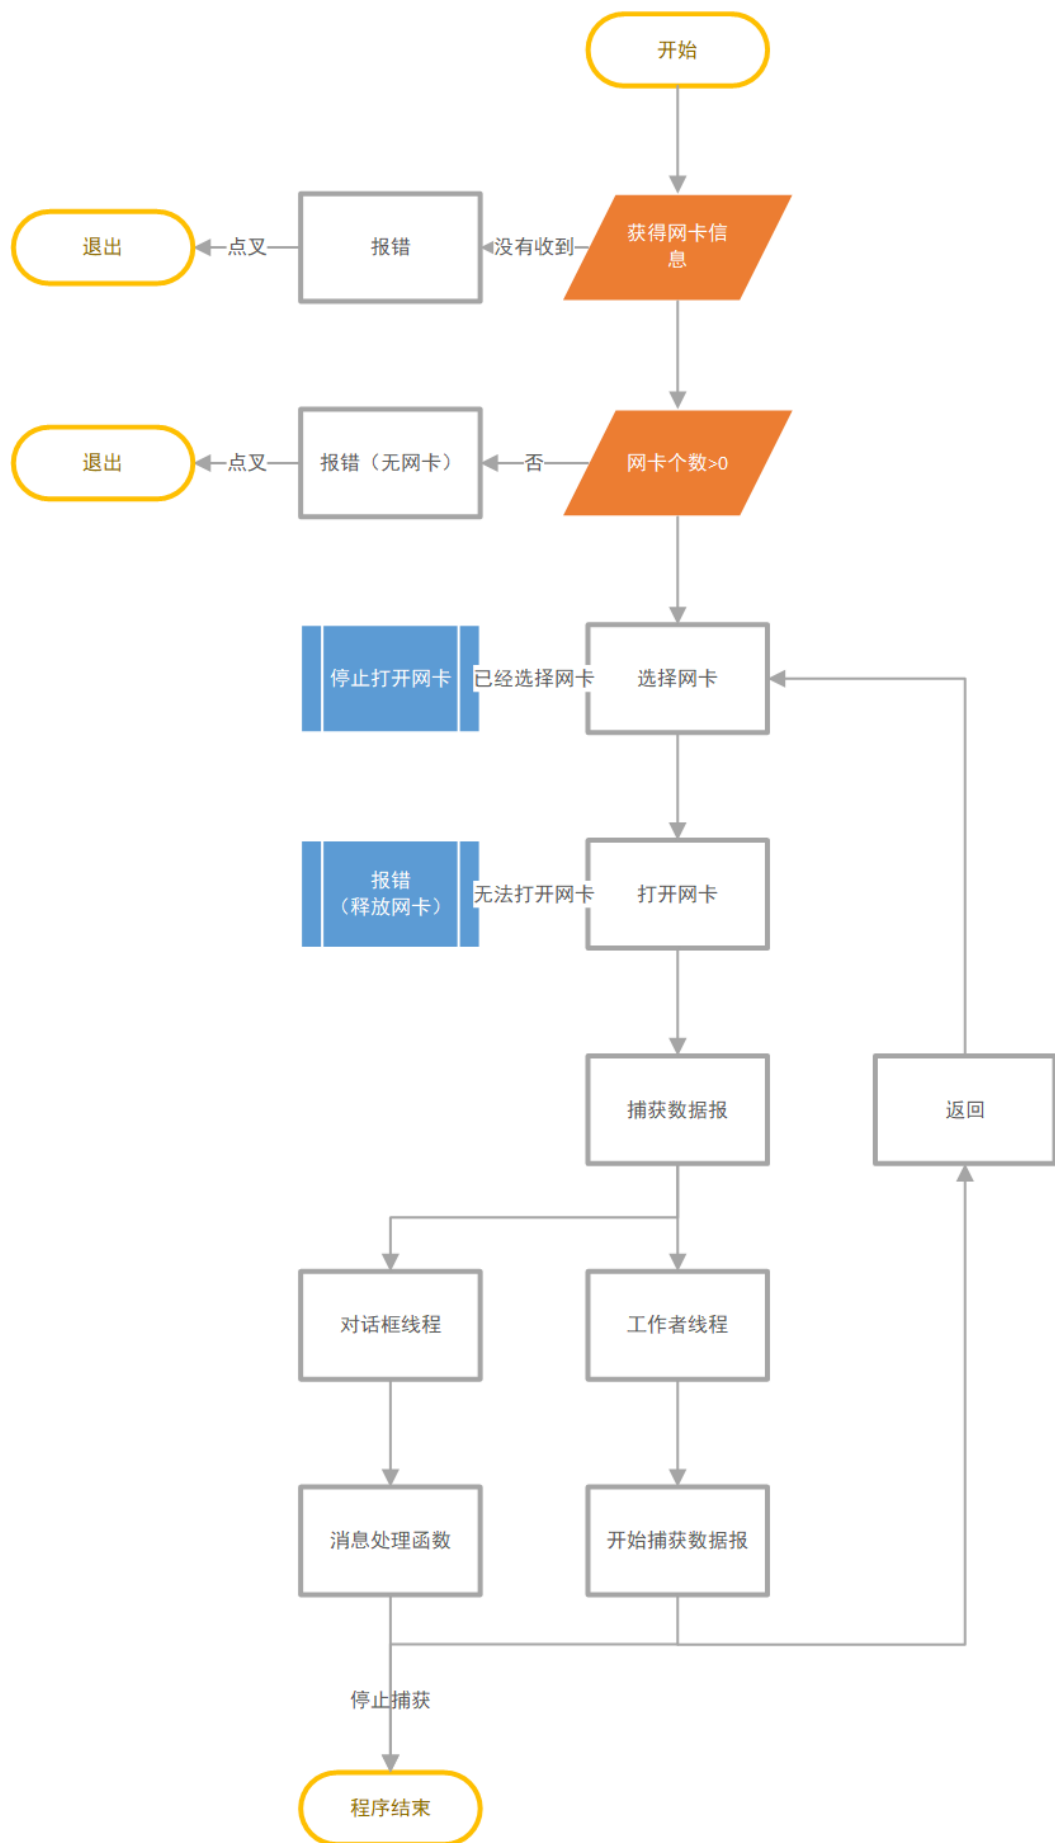 开始
获得网卡信
息
没有收到
报错
点叉
退出
网卡个数>0
否
报错（无网卡）
点叉
退出
选择网卡
已经选择网卡
停止打开网卡
打开网卡
无法打开网卡
报错
（释放网卡）
捕获数据报
返回
对话框线程
工作者线程
消息处理函数
开始捕获数据报
停止捕获
程序结束